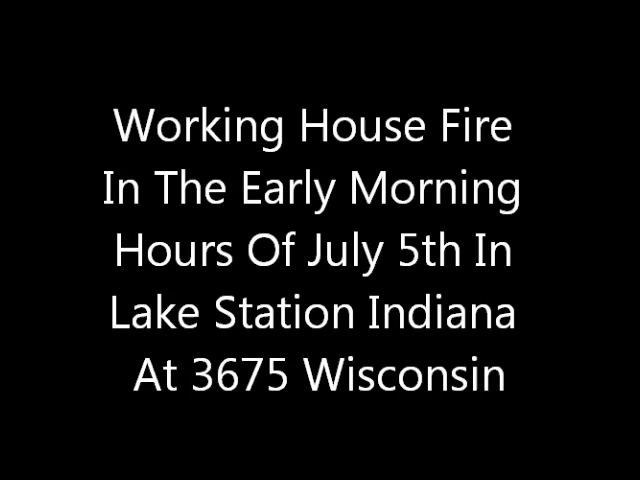 Working House Fire
In The Early Morning
Hours Of July 5th In
Lake Station Indiana
At 3675 Wisconsin